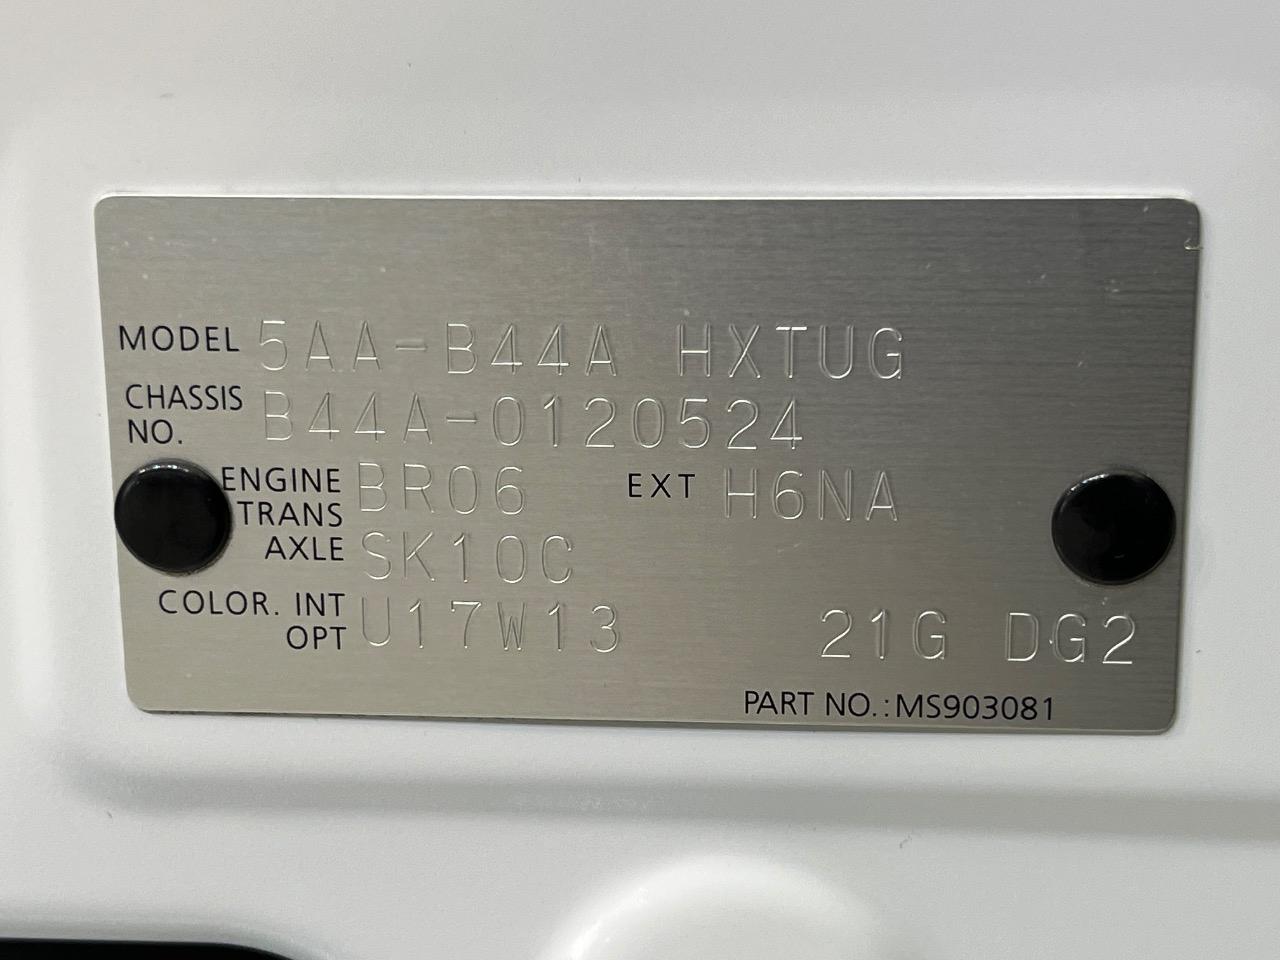 MODEL 5AA-B44A HXTUG
CHASSIS NO. B44A-0120524
ENGINE BR06 EXT H6NA
TRANS AXLE SK10C
COLOR. INT OPT U17W13 21G DG2
PART NO.:MS903081